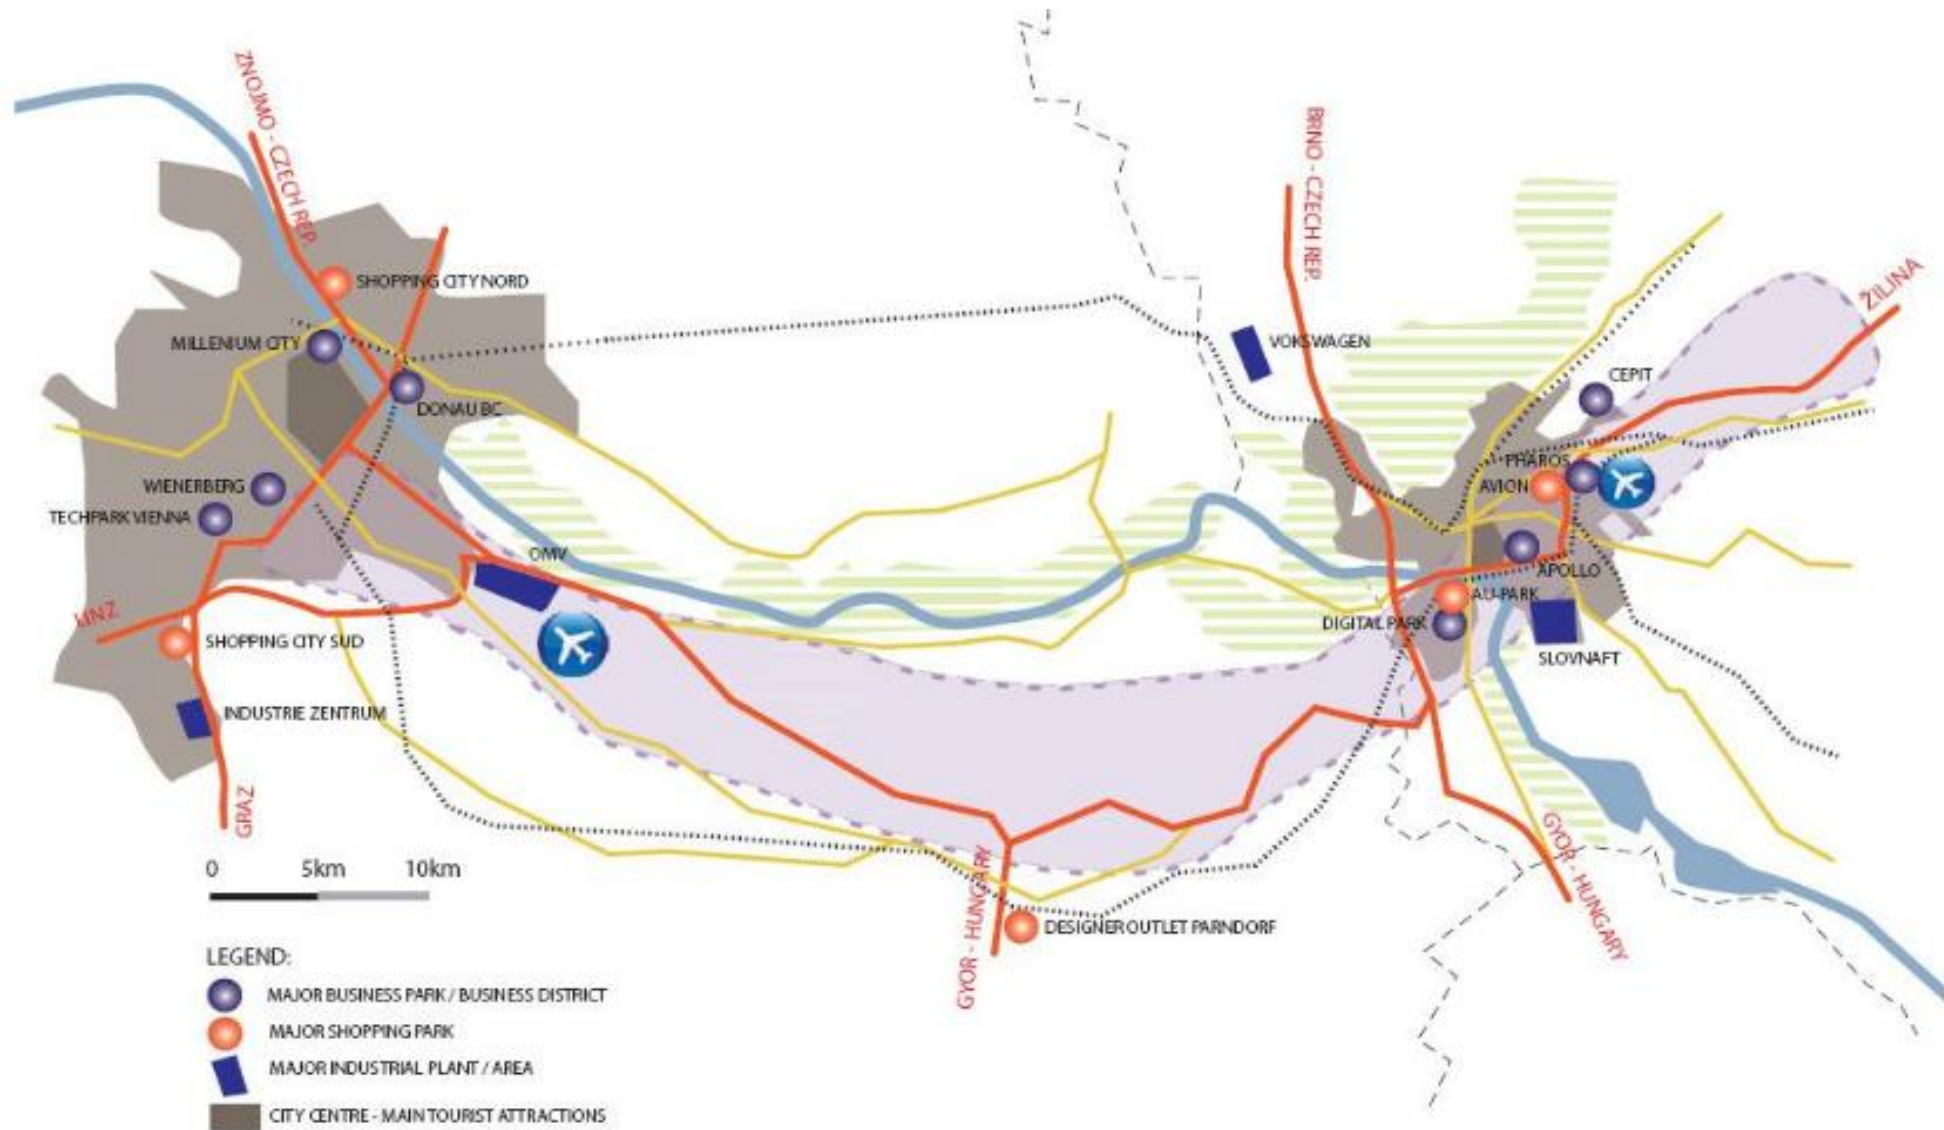 ZNOJMO - CZECH REP.
BRNO - CZECH REP.
ŽILINA
SHOPPING CITY NORD
MILLENIUM CITY
VOKSWAGEN
CEPIT
DONAU BC
PHAROS
AVION
WIENERBERG
TECHPARK VIENNA
OMV
APOLLO
AU-PARK
LINZ
DIGITAL PARK
SHOPPING CITY SUD
SLOVNAFT
INDUSTRIE ZENTRUM
GRAZ
GYOR - HUNGARY
GYOR - HUNGARY
DESIGNER OUTLET PARNDORF
0 5km 10km
LEGEND:
MAJOR BUSINESS PARK / BUSINESS DISTRICT
MAJOR SHOPPING PARK
MAJOR INDUSTRIAL PLANT / AREA
CITY CENTRE - MAIN TOURIST ATTRACTIONS